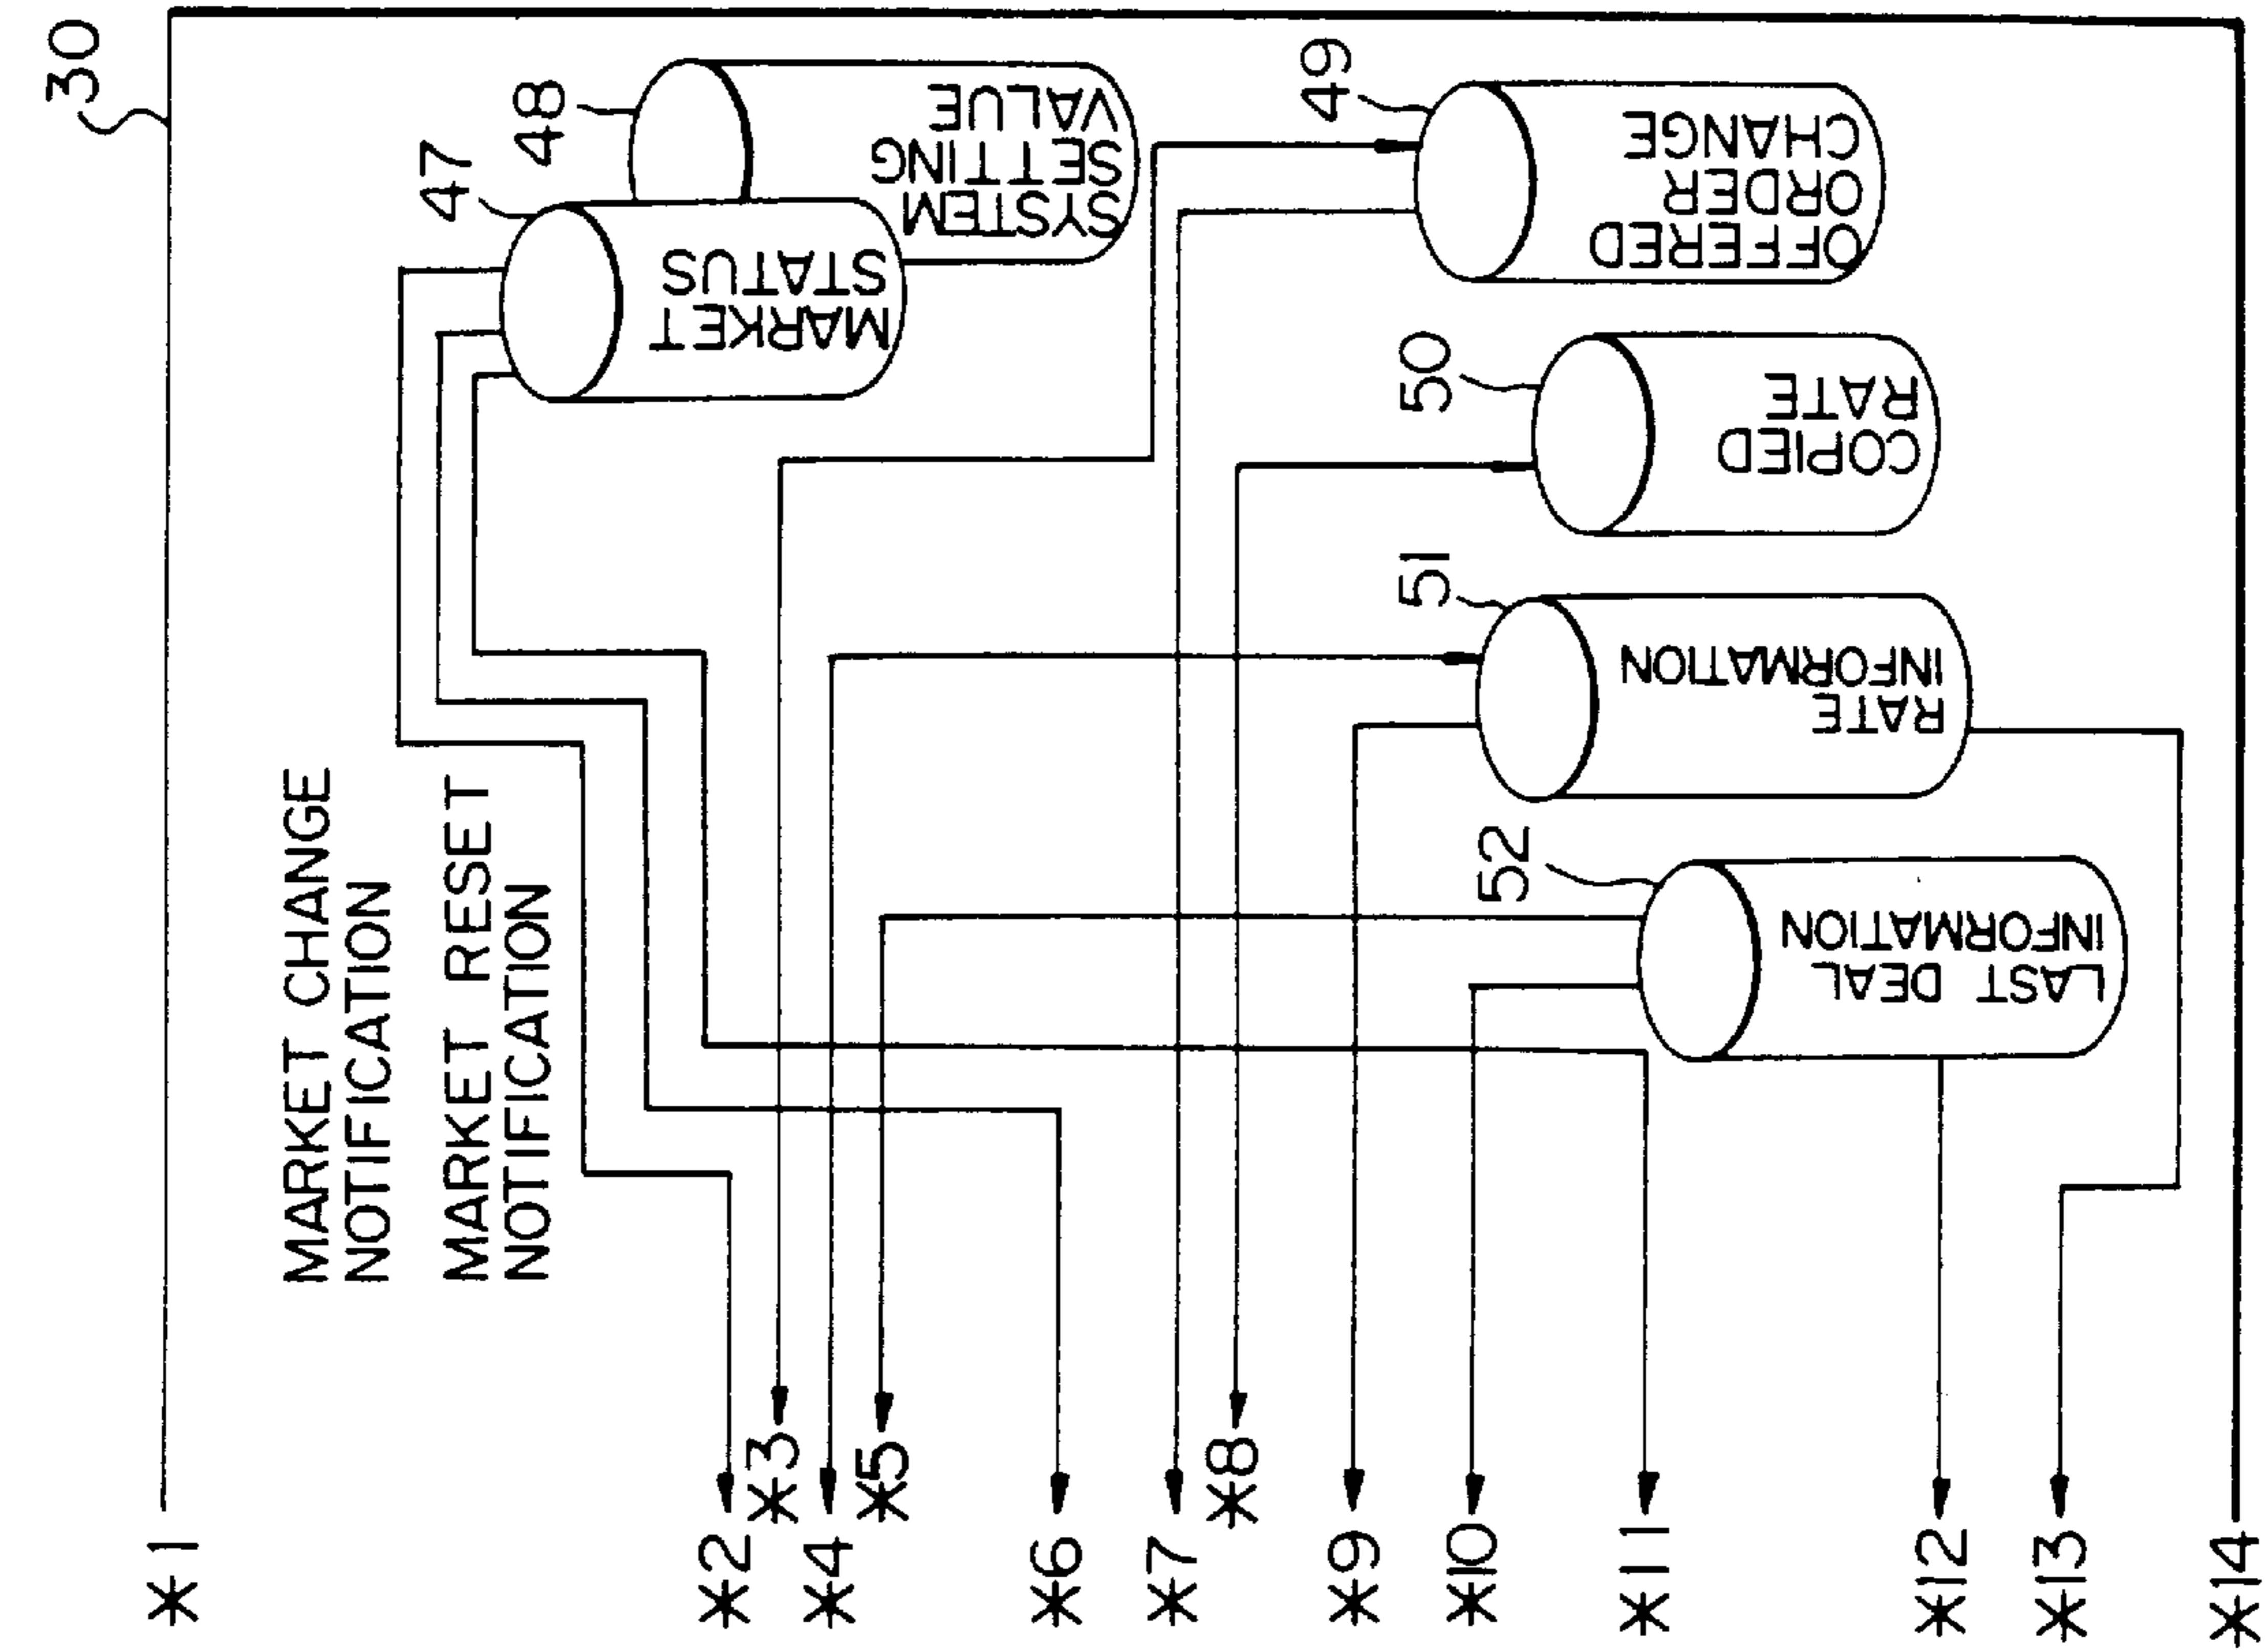 30
MARKET CHANGE
NOTIFICATION
MARKET RESET
NOTIFICATION
47
MARKET
STATUS
48
SYSTEM
SETTING
VALUE
49
OFFERED
ORDER
CHANGE
50
COPIED
RATE
51
RATE
INFORMATION
52
LAST DEAL
INFORMATION
*1
*2
*3
*4
*5
*6
*7
*8
*9
*10
*11
*12
*13
*14